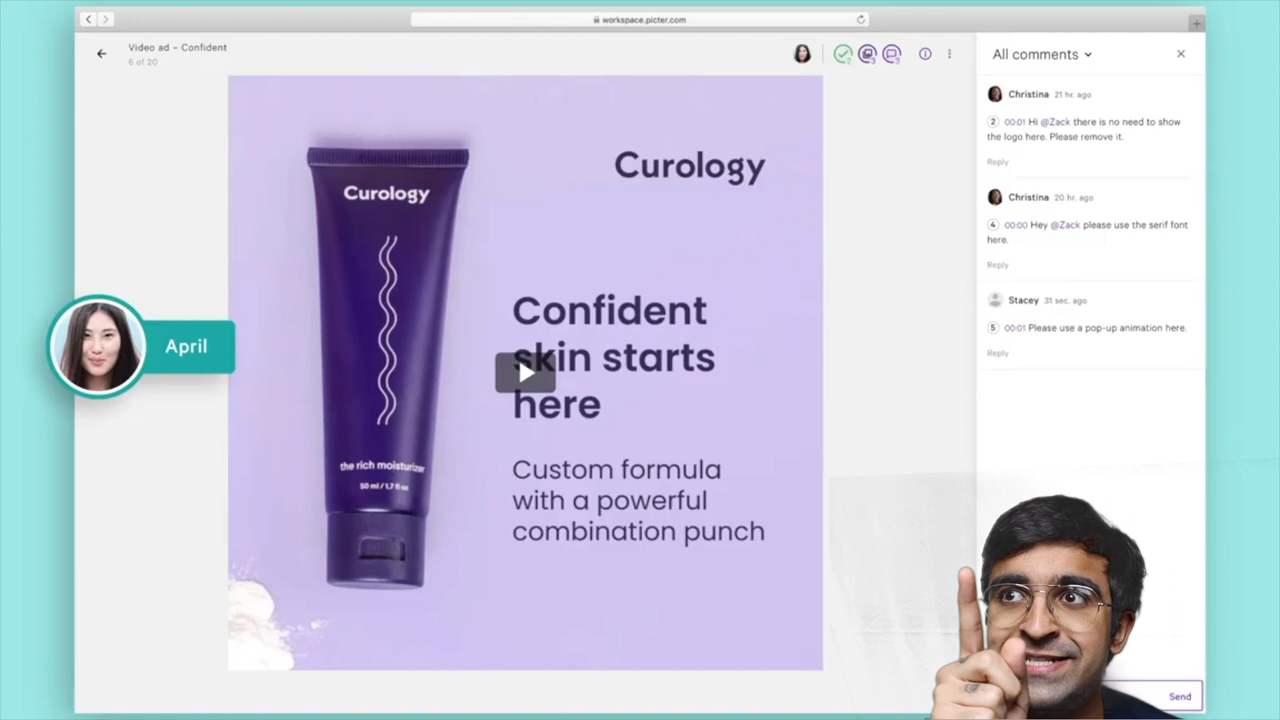 workspace.picter.com
Video ad – Confident
6 of 20
2
3
3
All comments
Christina 21 hr. ago
2 00:01 Hi @Zack there is no need to show
the logo here. Please remove it.
Reply
Christina 20 hr. ago
4 00:00 Hey @Zack please use the serif font
here.
Reply
Stacey 31 sec. ago
5 00:01 Please use a pop-up animation here.
Reply
Send
April
Curology
the rich moisturizer
50 ml / 1.7 fl oz
Curology
Confident
skin starts
here
Custom formula
with a powerful
combination punch